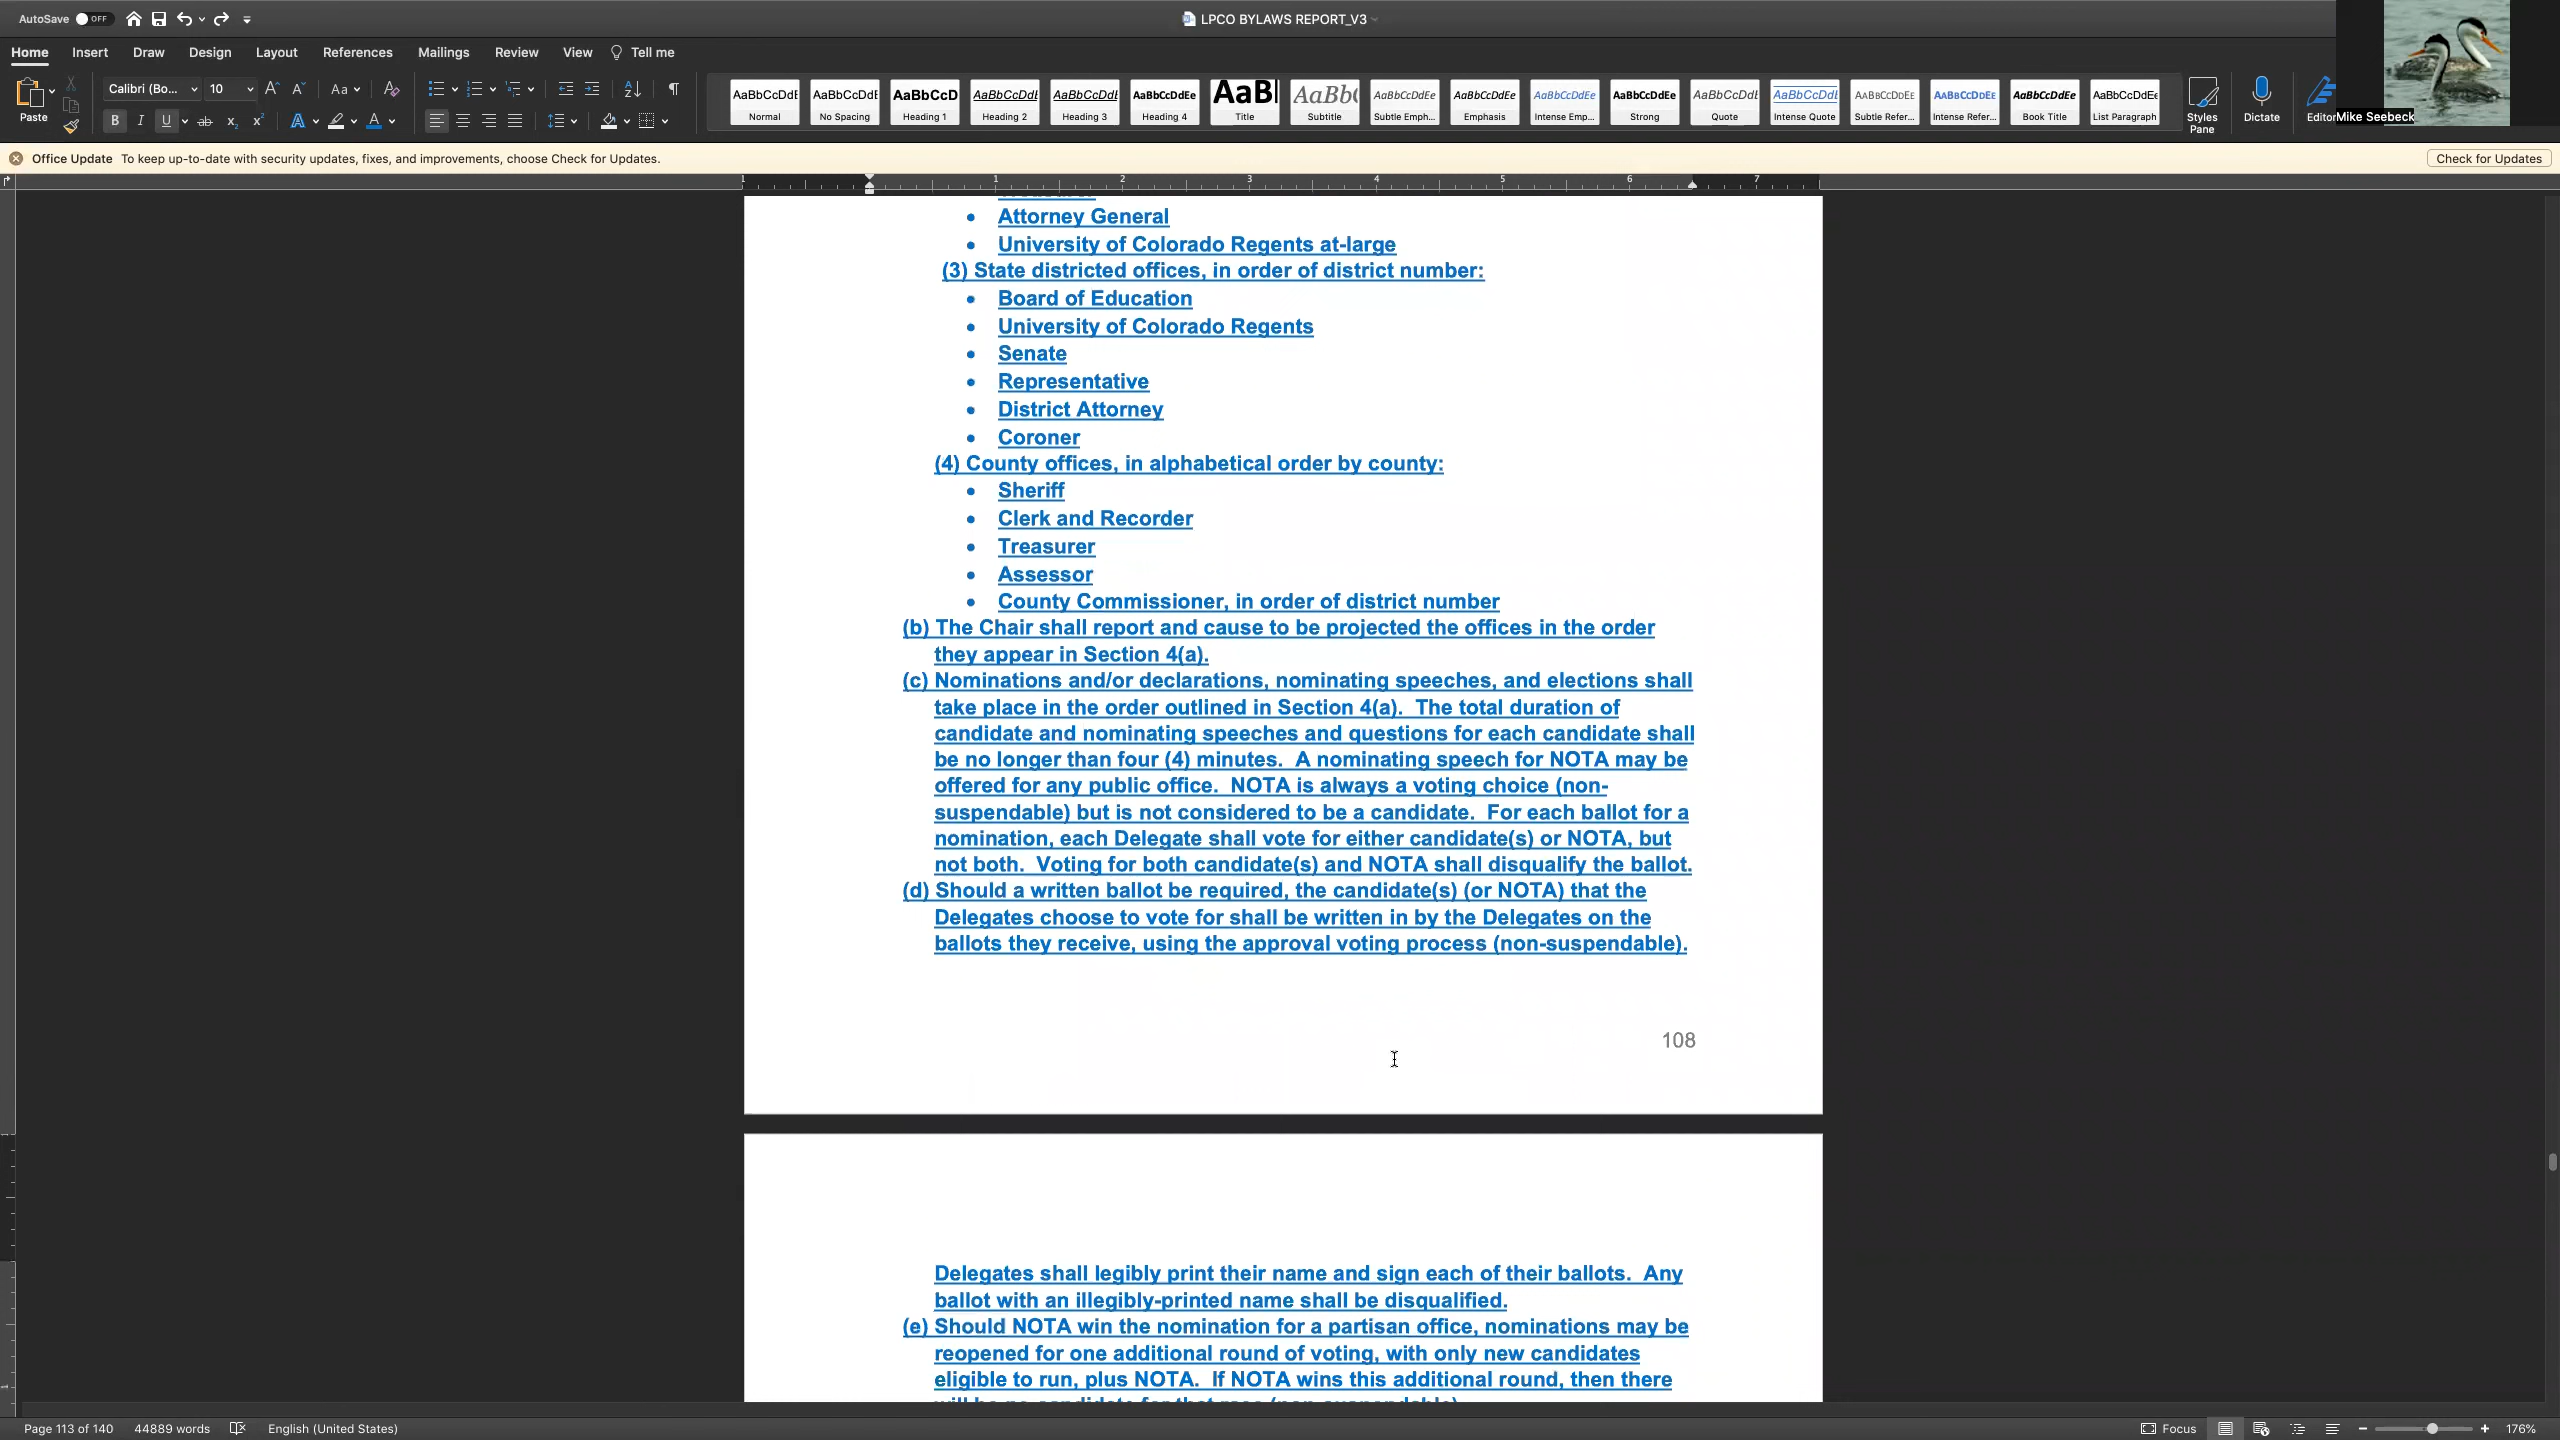 AutoSave OFF
LPCO BYLAWS REPORT_V3
Home Insert Draw Design Layout References Mailings Review View Tell me
Paste
Calibri (Bo... 10
AaBbCcDdE Normal
AaBbCcDdE No Spacing
AaBbCcD Heading 1
AaBbCcDdE Heading 2
AaBbCcDdE Heading 3
AaBbCcDdEe Heading 4
AaB Title
AaBb( Subtitle
AaBbCcDdEe Subtle Emph...
AaBbCcDdEe Emphasis
AaBbCcDdEe Intense Emp...
AaBbCcDdEe Strong
AaBbCcDdE Quote
AaBbCcDdE Intense Quote
AaBbCcDdEe Subtle Refer...
AaBbCcDdEe Intense Refer...
AaBbCcDdEe Book Title
AaBbCcDdEe List Paragraph
Styles Pane
Dictate
Editor
Mike Seebeck
Office Update To keep up-to-date with security updates, fixes, and improvements, choose Check for Updates.
Check for Updates
1 1 2 3 4 5 6 7
• Attorney General
• University of Colorado Regents at-large
(3) State districted offices, in order of district number:
• Board of Education
• University of Colorado Regents
• Senate
• Representative
• District Attorney
• Coroner
(4) County offices, in alphabetical order by county:
• Sheriff
• Clerk and Recorder
• Treasurer
• Assessor
• County Commissioner, in order of district number
(b) The Chair shall report and cause to be projected the offices in the order
they appear in Section 4(a).
(c) Nominations and/or declarations, nominating speeches, and elections shall
take place in the order outlined in Section 4(a). The total duration of
candidate and nominating speeches and questions for each candidate shall
be no longer than four (4) minutes. A nominating speech for NOTA may be
offered for any public office. NOTA is always a voting choice (non-
suspendable) but is not considered to be a candidate. For each ballot for a
nomination, each Delegate shall vote for either candidate(s) or NOTA, but
not both. Voting for both candidate(s) and NOTA shall disqualify the ballot.
(d) Should a written ballot be required, the candidate(s) (or NOTA) that the
Delegates choose to vote for shall be written in by the Delegates on the
ballots they receive, using the approval voting process (non-suspendable).
108
Delegates shall legibly print their name and sign each of their ballots. Any
ballot with an illegibly-printed name shall be disqualified.
(e) Should NOTA win the nomination for a partisan office, nominations may be
reopened for one additional round of voting, with only new candidates
eligible to run, plus NOTA. If NOTA wins this additional round, then there
Page 113 of 140 44889 words English (United States) Focus 176%